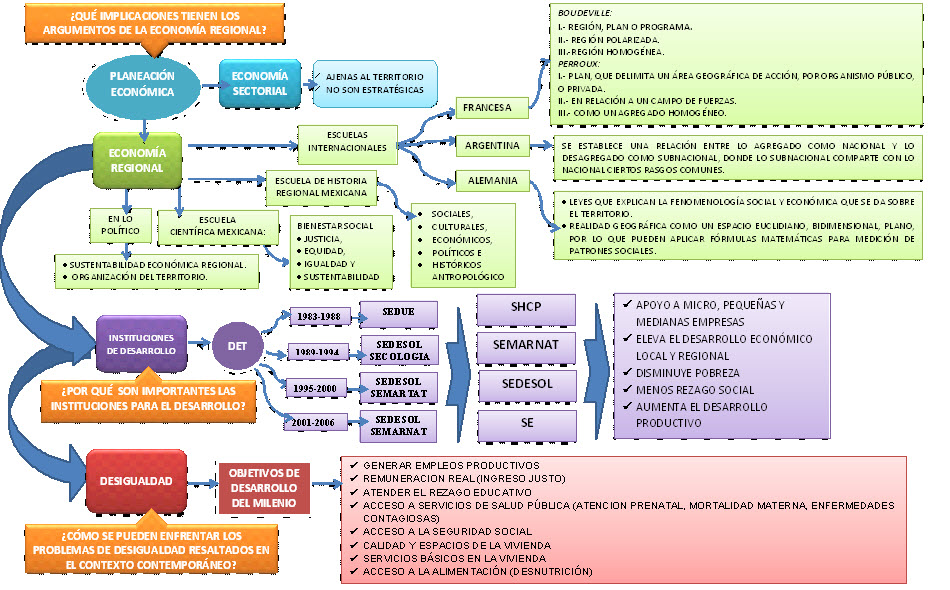 ¿QUÉ IMPLICACIONES TIENEN LOS
ARGUMENTOS DE LA ECONOMÍA REGIONAL?
PLANEACIÓN
ECONÓMICA
ECONOMÍA
SECTORIAL
✓ AJENAS AL TERRITORIO
NO SON ESTRATÉGICAS
BOUDEVILLE:
I.- REGIÓN, PLAN O PROGRAMA.
II.- REGIÓN POLARIZADA.
III.-REGIÓN HOMOGÉNEA.
PERROUX:
I.- PLAN, QUE DELIMITA UN ÁREA GEOGRÁFICA DE ACCIÓN, POR ORGANISMO PÚBLICO,
O, PRIVADA.
II.- EN RELACIÓN A UN CAMPO DE FUERZAS.
III.- COMO UN AGREGADO HOMOGÉNEO.
ECONOMÍA
REGIONAL
ESCUELAS
INTERNACIONALES
FRANCESA
ARGENTINA
ALEMANIA
SE ESTABLECE UNA RELACIÓN ENTRE LO AGREGADO COMO NACIONAL Y LO
DESAGREGADO COMO SUBNACIONAL, DONDE LO SUBNACIONAL COMPARTE CON LO
NACIONAL CIERTOS RASGOS COMUNES.
• LEYES QUE EXPLICAN LA FENOMENOLOGÍA SOCIAL Y ECONÓMICA QUE SE DA SOBRE
EL TERRITORIO.
• REALIDAD GEOGRÁFICA COMO UN ESPACIO EUCLIDIANO, BIDIMENSIONAL, PLANO,
POR LO QUE PUEDEN APLICAR FÓRMULAS MATEMÁTICAS PARA MEDICIÓN DE
PATRONES SOCIALES.
ESCUELA DE HISTORIA
REGIONAL MEXICANA
• SOCIALES,
• CULTURALES,
• ECONÓMICOS,
• POLÍTICOS E
• HISTÓRICOS
ANTROPOLÓGICO
EN LO
POLÍTICO
ESCUELA
CIENTÍFICA MEXICANA:
BIENESTAR SOCIAL
• JUSTICIA,
• EQUIDAD,
• IGUALDAD Y
• SUSTENTABILIDAD
• SUSTENTABILIDAD ECONÓMICA REGIONAL.
• ORGANIZACIÓN DEL TERRITORIO.
INSTITUCIONES
DE DESARROLLO
DET
1983-1988
SEDUE
1989-1994
SEDESOL
SECOLOGIA
1995-2000
SEDESOL
SEMARTAT
2001-2006
SEDESOL
SEMARNAT
SHCP
SEMARNAT
SEDESOL
SE
✓ APOYO A MICRO, PEQUEÑAS Y
MEDIANAS EMPRESAS
✓ ELEVA EL DESARROLLO ECONÓMICO
LOCAL Y REGIONAL
✓ DISMINUYE POBREZA
✓ MENOS REZAGO SOCIAL
✓ AUMENTA EL DESARROLLO
PRODUCTIVO
¿POR QUÉ SON IMPORTANTES LAS
INSTITUCIONES PARA EL DESARROLLO?
DESIGUALDAD
OBJETIVOS DE
DESARROLLO
DEL MILENIO
✓ GENERAR EMPLEOS PRODUCTIVOS
✓ REMUNERACION REAL (INGRESO JUSTO)
✓ ATENDER EL REZAGO EDUCATIVO
✓ ACCESO A SERVICIOS DE SALUD PÚBLICA (ATENCION PRENATAL, MORTALIDAD MATERNA, ENFERMEDADES
CONTAGIOSAS)
✓ ACCESO A LA SEGURIDAD SOCIAL
✓ CALIDAD Y ESPACIOS DE LA VIVIENDA
✓ SERVICIOS BÁSICOS EN LA VIVIENDA
✓ ACCESO A LA ALIMENTACIÓN (DESNUTRICIÓN)
¿CÓMO SE PUEDEN ENFRENTAR LOS
PROBLEMAS DE DESIGUALDAD RESALTADOS EN
EL CONTEXTO CONTEMPORÁNEO?